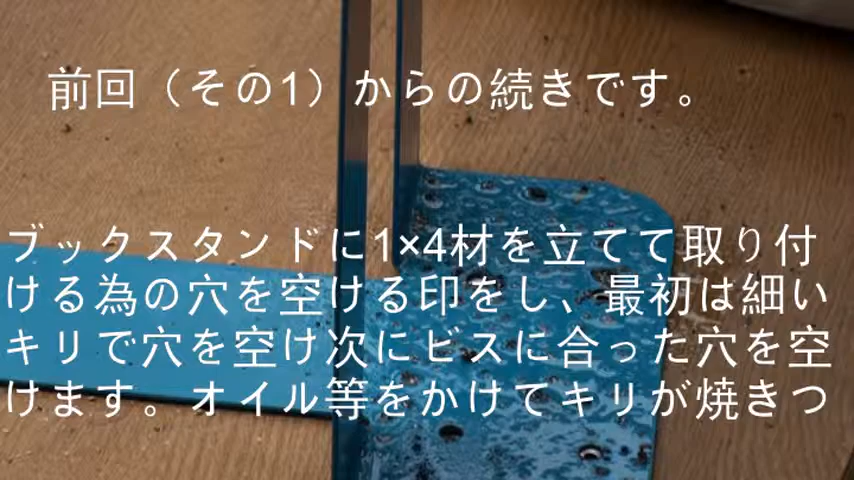 前回（その1）からの続きです。
ブックスタンドに1×4材を立てて取り付
ける為の穴を空ける印をし、最初は細い
キリで穴を空け次にビスに合った穴を空
けます。オイル等をかけてキリが焼きつ